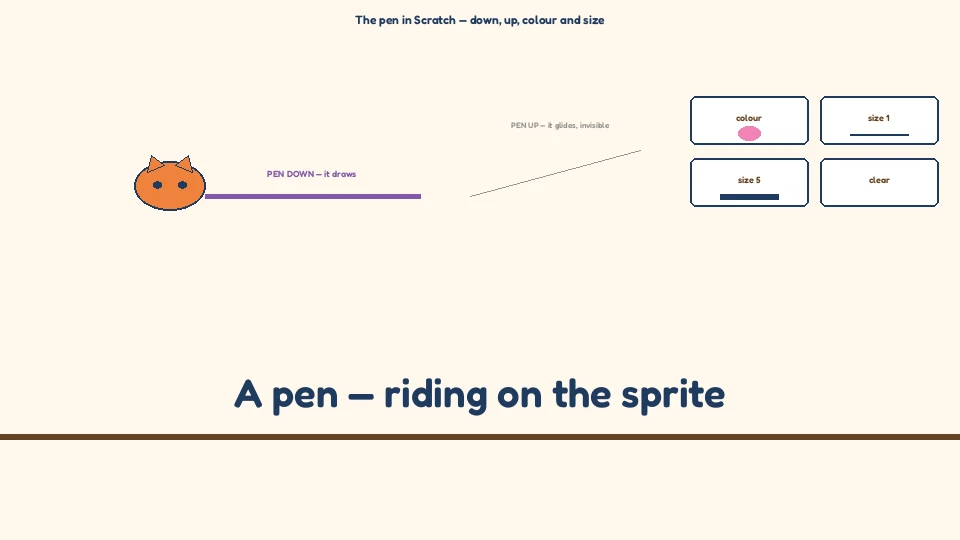 The pen in Scratch — down, up, colour and size
PEN DOWN — it draws
PEN UP — it glides, invisible
colour
size 1
size 5
clear
A pen — riding on the sprite